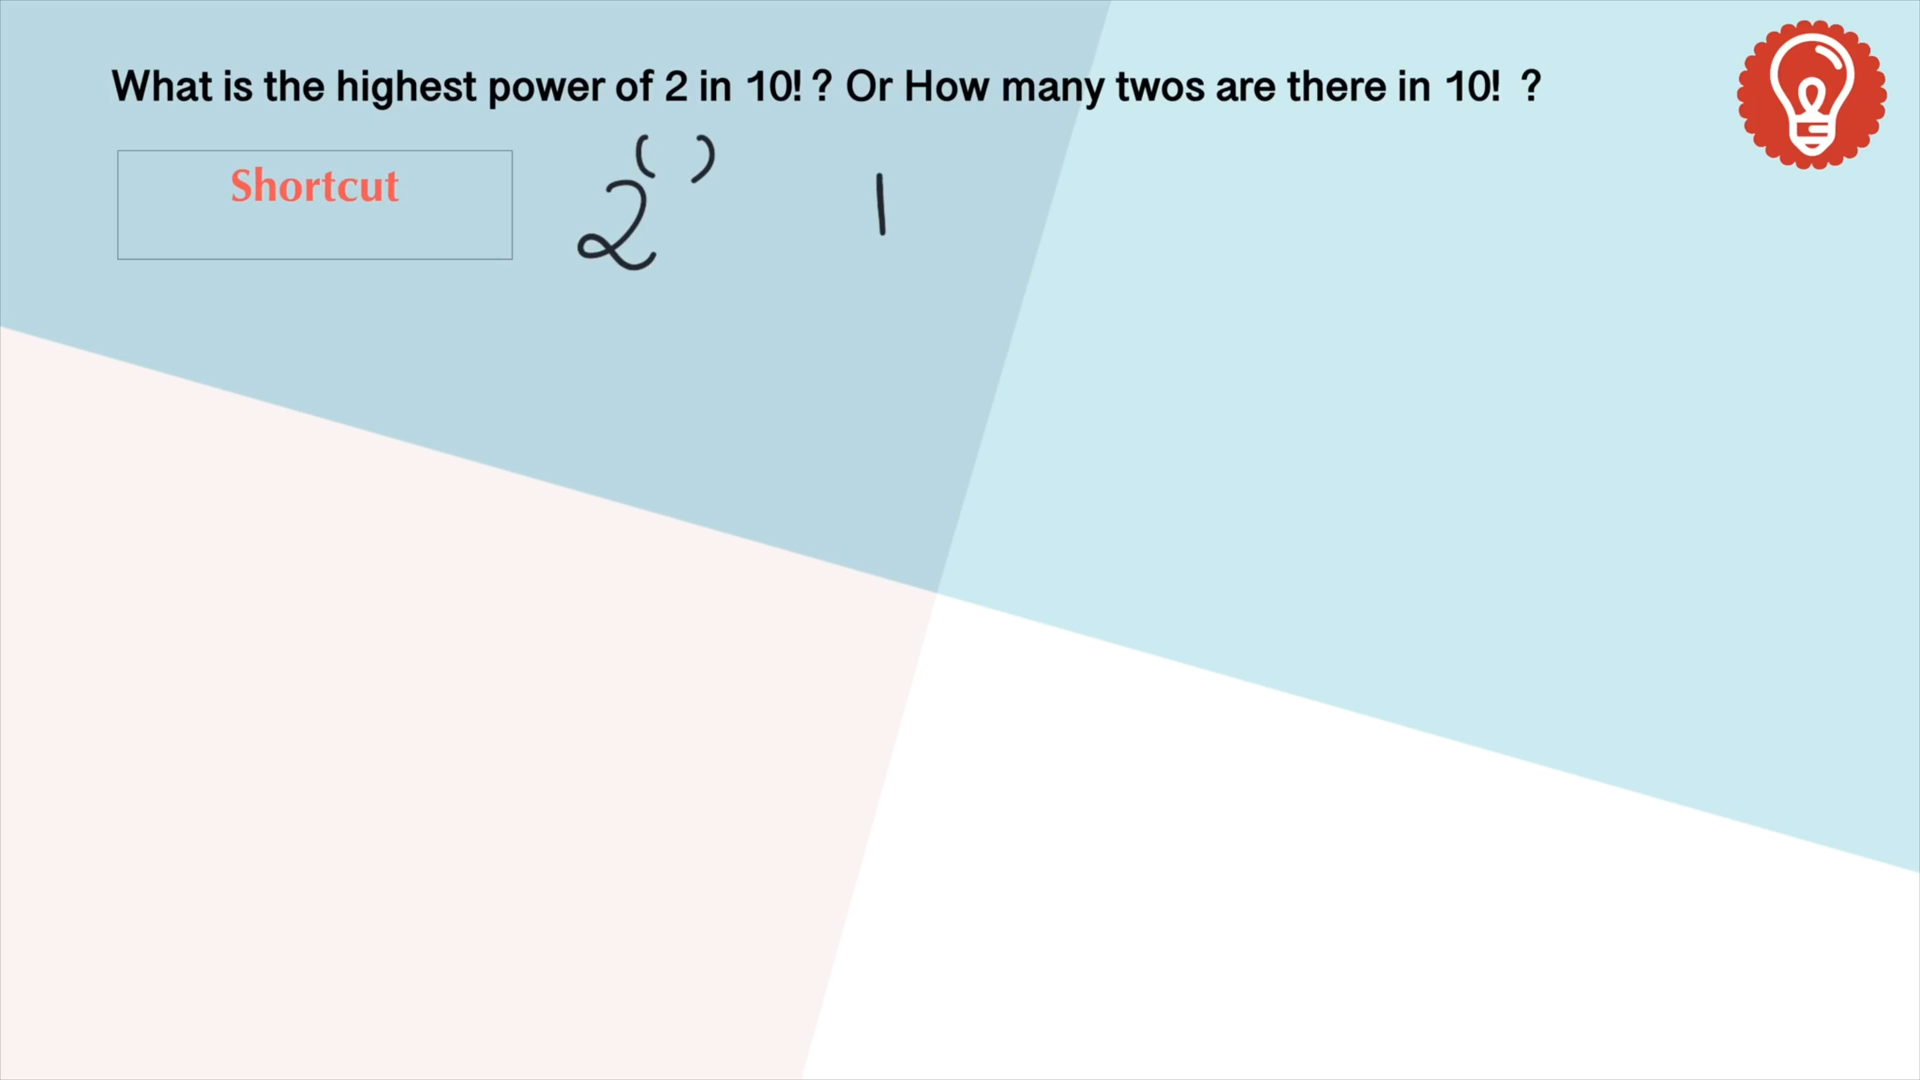 What is the highest power of 2 in 10! ? Or How many twos are there in 10! ?
Shortcut
2^( ) 1